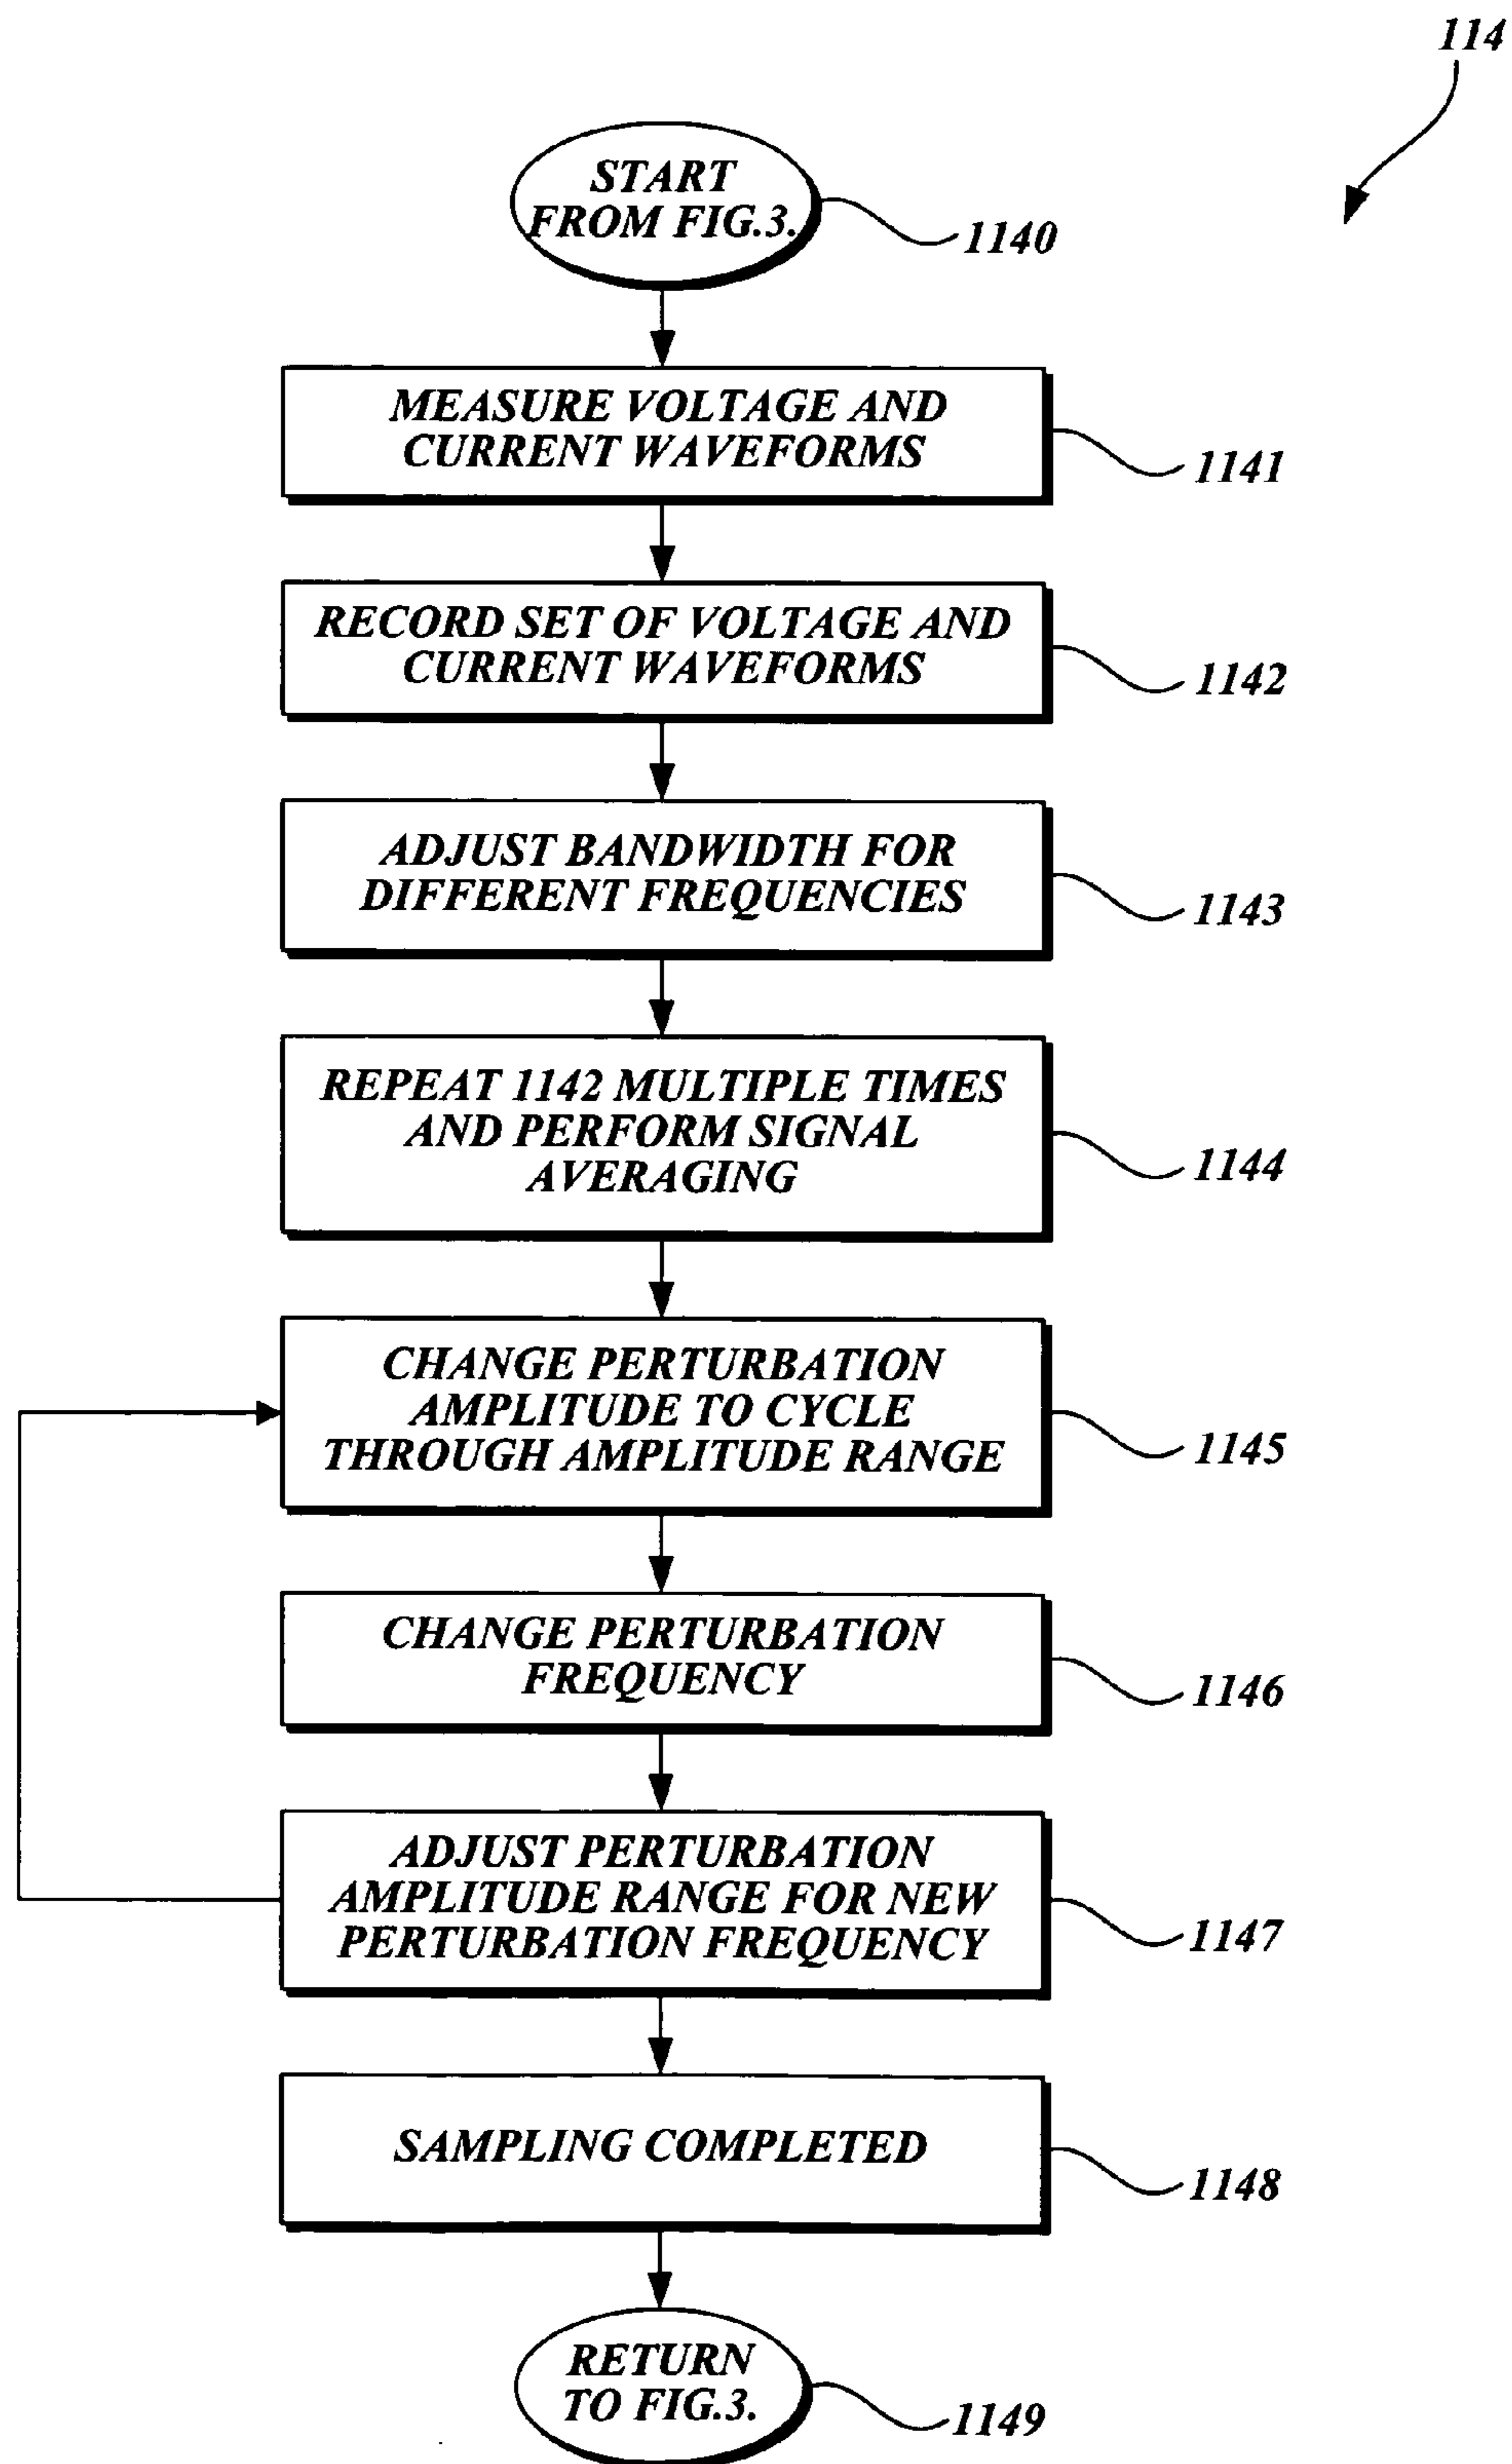 114
START
FROM FIG.3.
1140
MEASURE VOLTAGE AND
CURRENT WAVEFORMS
1141
RECORD SET OF VOLTAGE AND
CURRENT WAVEFORMS
1142
ADJUST BANDWIDTH FOR
DIFFERENT FREQUENCIES
1143
REPEAT 1142 MULTIPLE TIMES
AND PERFORM SIGNAL
AVERAGING
1144
CHANGE PERTURBATION
AMPLITUDE TO CYCLE
THROUGH AMPLITUDE RANGE
1145
CHANGE PERTURBATION
FREQUENCY
1146
ADJUST PERTURBATION
AMPLITUDE RANGE FOR NEW
PERTURBATION FREQUENCY
1147
SAMPLING COMPLETED
1148
RETURN
TO FIG.3.
1149